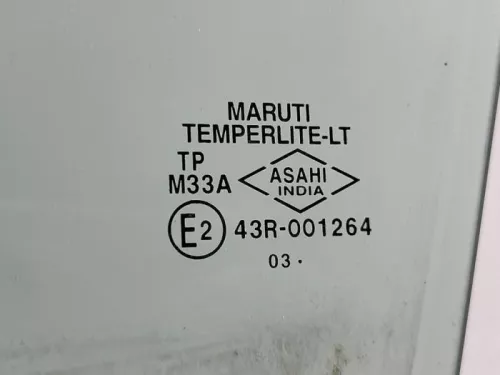 MARUTI
TEMPERLITE-LT
TP
M33A ASAHI INDIA
E2 43R-001264
03 .